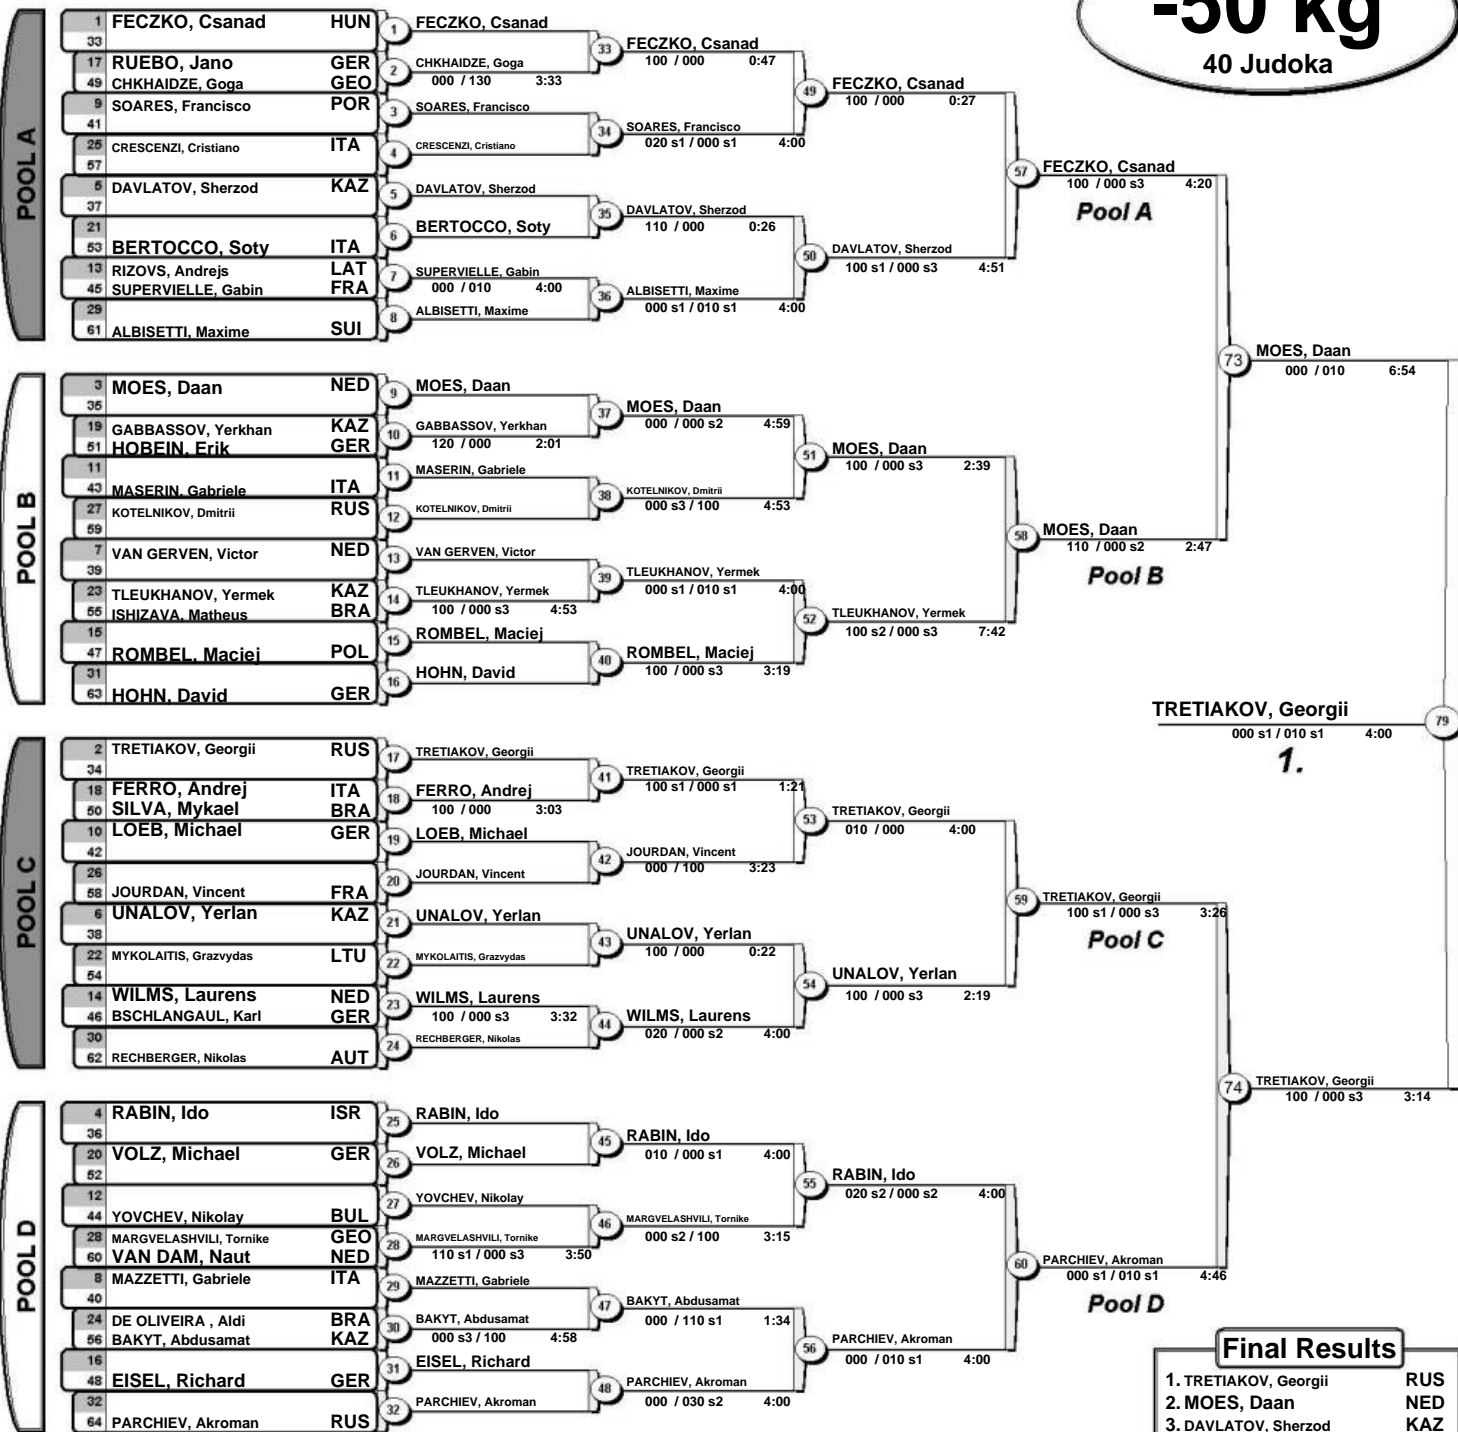 -50 kg
40 Judoka
POOL A
1 FECZKO, Csanad HUN
33
17 RUEBO, Jano GER
49 CHKHAIDZE, Goga GEO
9 SOARES, Francisco POR
41
25 CRESCENZI, Cristiano ITA
57
5 DAVLATOV, Sherzod KAZ
37
21
53 BERTOCCO, Soty ITA
13 RIZOVS, Andrejs LAT
45 SUPERVIELLE, Gabin FRA
29
61 ALBISETTI, Maxime SUI
1 FECZKO, Csanad
2 CHKHAIDZE, Goga
000 / 130 3:33
3 SOARES, Francisco
4 CRESCENZI, Cristiano
5 DAVLATOV, Sherzod
6 BERTOCCO, Soty
7 SUPERVIELLE, Gabin
000 / 010 4:00
8 ALBISETTI, Maxime
33 FECZKO, Csanad
100 / 000 0:47
34 SOARES, Francisco
020 s1 / 000 s1 4:00
35 DAVLATOV, Sherzod
110 / 000 0:26
36 ALBISETTI, Maxime
000 s1 / 010 s1 4:00
49 FECZKO, Csanad
100 / 000 0:27
50 DAVLATOV, Sherzod
100 s1 / 000 s3 4:51
57 FECZKO, Csanad
100 / 000 s3 4:20
Pool A
POOL B
3 MOES, Daan NED
35
19 GABBASSOV, Yerkhan KAZ
51 HOBEIN, Erik GER
11
43 MASERIN, Gabriele ITA
27 KOTELNIKOV, Dmitrii RUS
59
7 VAN GERVEN, Victor NED
39
23 TLEUKHANOV, Yermek KAZ
55 ISHIZAVA, Matheus BRA
15
47 ROMBEL, Maciej POL
31
63 HOHN, David GER
9 MOES, Daan
10 GABBASSOV, Yerkhan
120 / 000 2:01
11 MASERIN, Gabriele
12 KOTELNIKOV, Dmitrii
13 VAN GERVEN, Victor
14 TLEUKHANOV, Yermek
100 / 000 s3 4:53
15 ROMBEL, Maciej
16 HOHN, David
37 MOES, Daan
000 / 000 s2 4:59
38 KOTELNIKOV, Dmitrii
000 s3 / 100 4:53
39 TLEUKHANOV, Yermek
000 s1 / 010 s1 4:00
40 ROMBEL, Maciej
100 / 000 s3 3:19
51 MOES, Daan
100 / 000 s3 2:39
52 TLEUKHANOV, Yermek
100 s2 / 000 s3 7:42
58 MOES, Daan
110 / 000 s2 2:47
Pool B
73 MOES, Daan
000 / 010 6:54
TRETIAKOV, Georgii 79
000 s1 / 010 s1 4:00
1.
POOL C
2 TRETIAKOV, Georgii RUS
34
18 FERRO, Andrej ITA
50 SILVA, Mykael BRA
10 LOEB, Michael GER
42
26
58 JOURDAN, Vincent FRA
6 UNALOV, Yerlan KAZ
38
22 MYKOLAITIS, Grazvydas LTU
54
14 WILMS, Laurens NED
46 BSCHLANGAUL, Karl GER
30
62 RECHBERGER, Nikolas AUT
17 TRETIAKOV, Georgii
18 FERRO, Andrej
100 / 000 3:03
19 LOEB, Michael
20 JOURDAN, Vincent
21 UNALOV, Yerlan
22 MYKOLAITIS, Grazvydas
23 WILMS, Laurens
100 / 000 s3 3:32
24 RECHBERGER, Nikolas
41 TRETIAKOV, Georgii
100 s1 / 000 s1 1:21
42 JOURDAN, Vincent
000 / 100 3:23
43 UNALOV, Yerlan
100 / 000 0:22
44 WILMS, Laurens
020 / 000 s2 4:00
53 TRETIAKOV, Georgii
010 / 000 4:00
54 UNALOV, Yerlan
100 / 000 s3 2:19
59 TRETIAKOV, Georgii
100 s1 / 000 s3 3:26
Pool C
74 TRETIAKOV, Georgii
100 / 000 s3 3:14
POOL D
4 RABIN, Ido ISR
36
20 VOLZ, Michael GER
52
12
44 YOVCHEV, Nikolay BUL
28 MARGVELASHVILI, Tornike GEO
60 VAN DAM, Naut NED
8 MAZZETTI, Gabriele ITA
40
24 DE OLIVEIRA , Aldi BRA
56 BAKYT, Abdusamat KAZ
16
48 EISEL, Richard GER
32
64 PARCHIEV, Akroman RUS
25 RABIN, Ido
26 VOLZ, Michael
27 YOVCHEV, Nikolay
28 MARGVELASHVILI, Tornike
110 s1 / 000 s3 3:50
29 MAZZETTI, Gabriele
30 BAKYT, Abdusamat
000 s3 / 100 4:58
31 EISEL, Richard
32 PARCHIEV, Akroman
45 RABIN, Ido
010 / 000 s1 4:00
46 MARGVELASHVILI, Tornike
000 s2 / 100 3:15
47 BAKYT, Abdusamat
000 / 110 s1 1:34
48 PARCHIEV, Akroman
000 / 030 s2 4:00
55 RABIN, Ido
020 s2 / 000 s2 4:00
56 PARCHIEV, Akroman
000 / 010 s1 4:00
60 PARCHIEV, Akroman
000 s1 / 010 s1 4:46
Pool D
Final Results
1. TRETIAKOV, Georgii RUS
2. MOES, Daan NED
3. DAVLATOV, Sherzod KAZ